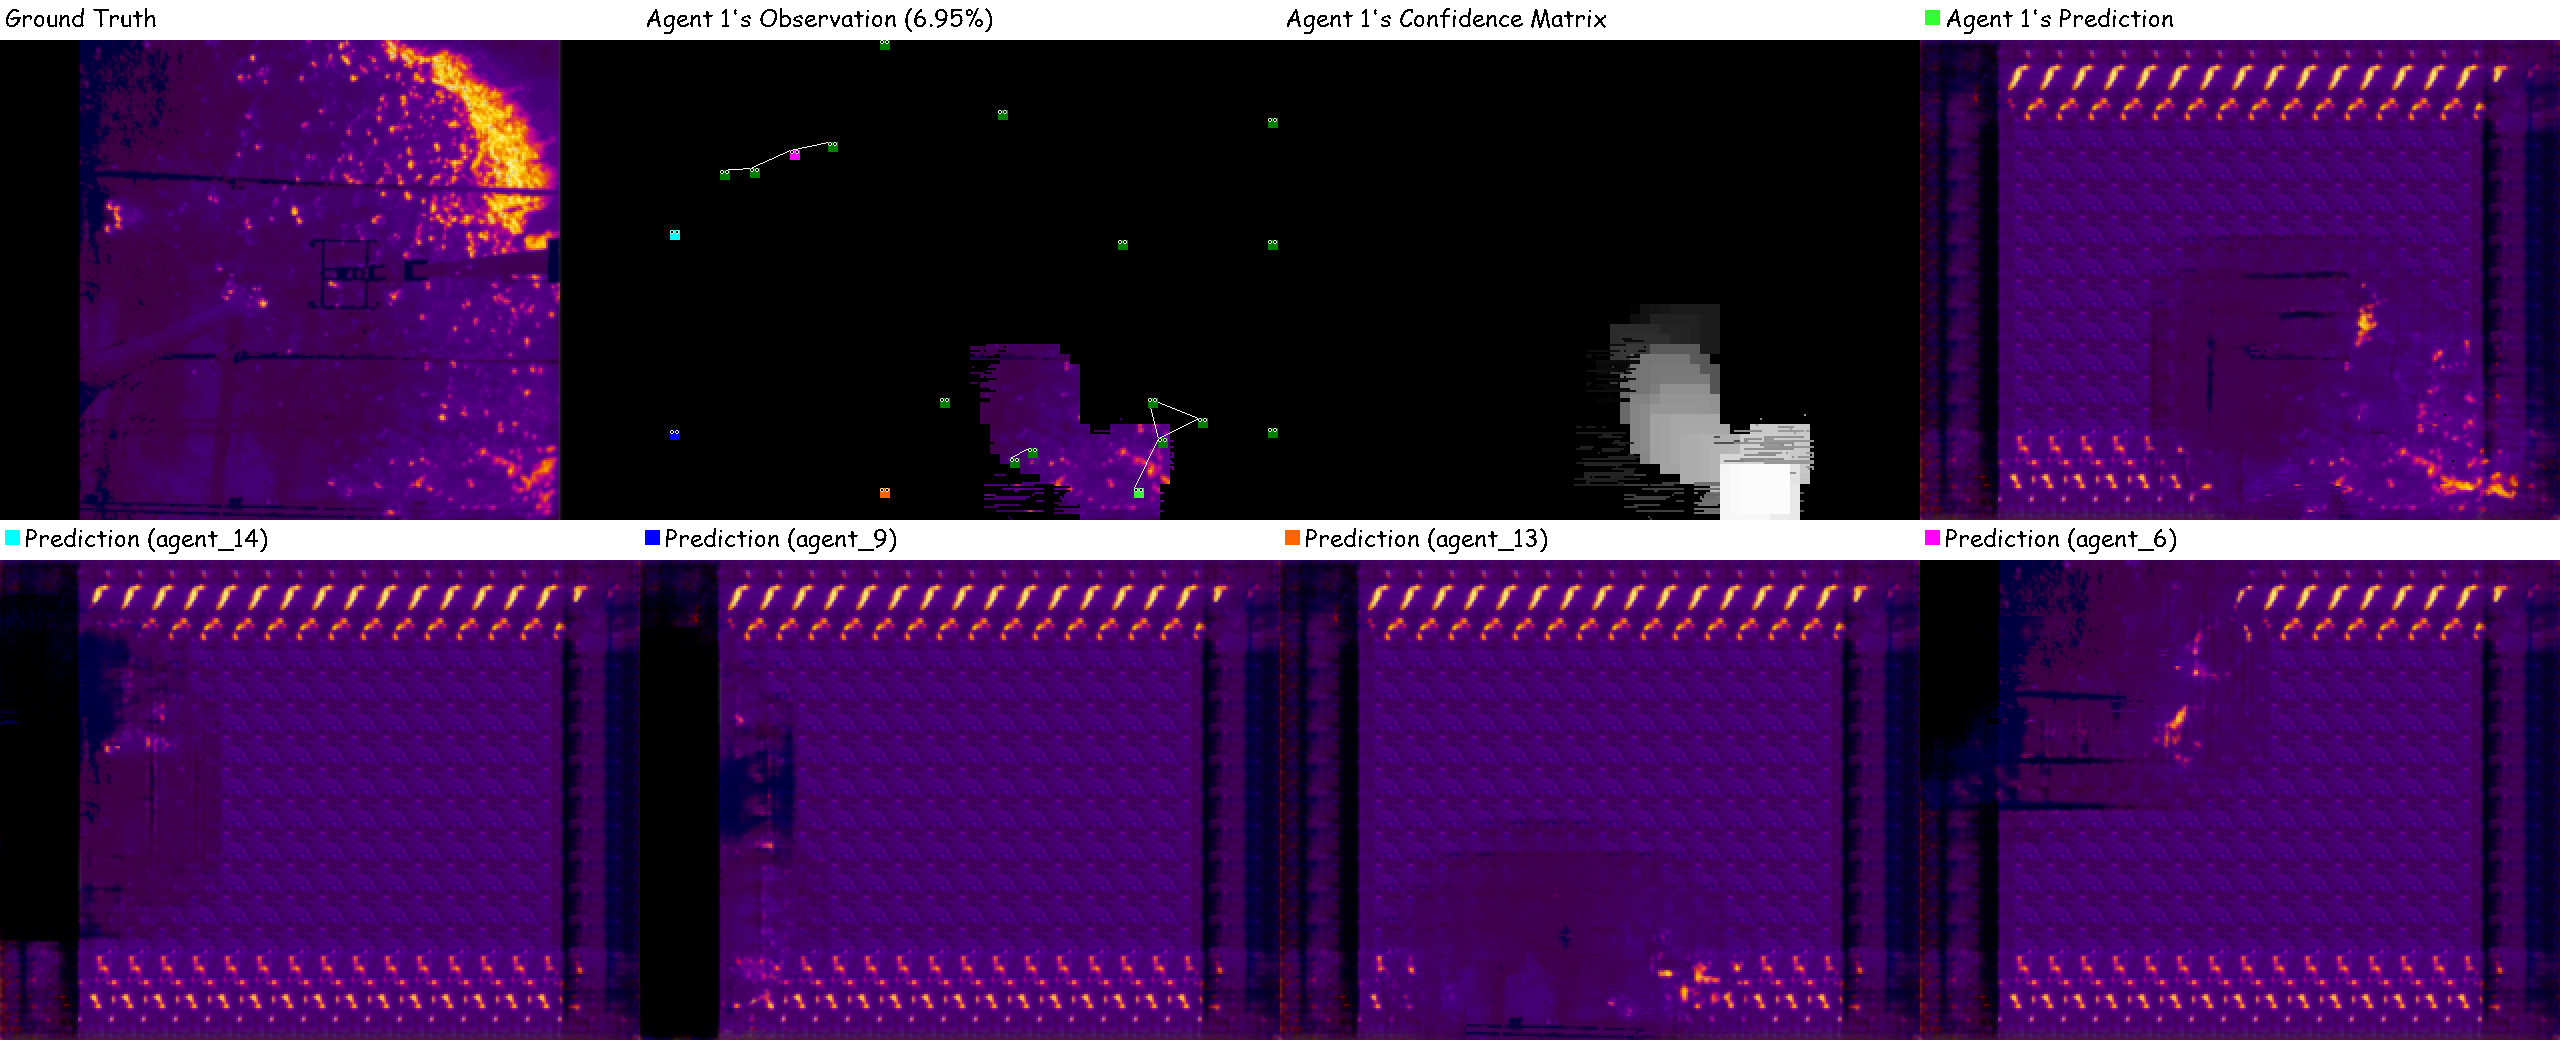 Ground Truth
Agent 1's Observation (6.95%)
Agent 1's Confidence Matrix
Agent 1's Prediction
Prediction (agent_14)
Prediction (agent_9)
Prediction (agent_13)
Prediction (agent_6)